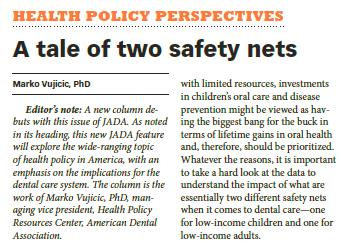 HEALTH POLICY PERSPECTIVES
A tale of two safety nets
Marko Vujicic, PhD
Editor's note: A new column de-
buts with this issue of JADA. As noted
in its heading, this new JADA feature
will explore the wide-ranging topic
of health policy in America, with an
emphasis on the implications for the
dental care system. The column is the
work of Marko Vujicic, PhD, man-
aging vice president, Health Policy
Resources Center, American Dental
Association.
with limited resources, investments
in children's oral care and disease
prevention might be viewed as hav-
ing the biggest bang for the buck in
terms of lifetime gains in oral health
and, therefore, should be prioritized.
Whatever the reasons, it is important
to take a hard look at the data to
understand the impact of what are
essentially two different safety nets
when it comes to dental care—one
for low-income children and one for
low-income adults.